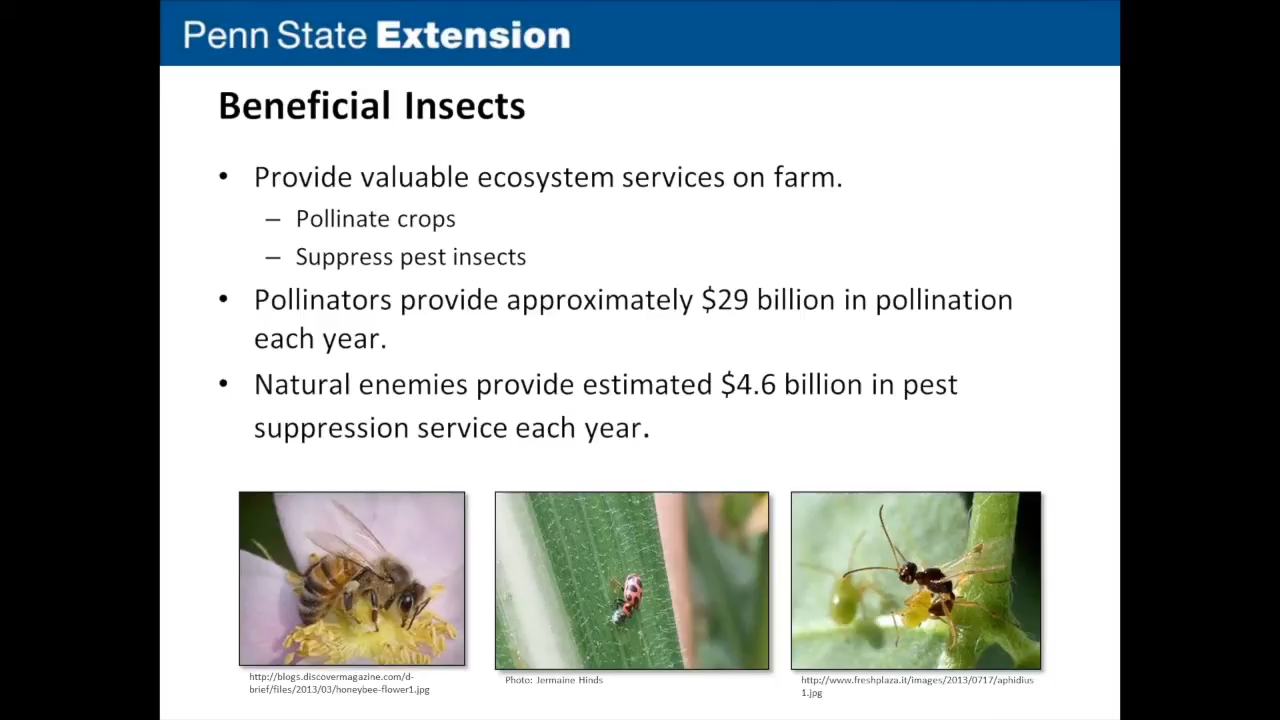 Penn State Extension
Beneficial Insects
• Provide valuable ecosystem services on farm.
– Pollinate crops
– Suppress pest insects
• Pollinators provide approximately $29 billion in pollination
each year.
• Natural enemies provide estimated $4.6 billion in pest
suppression service each year.
http://blogs.discovermagazine.com/d-
brief/files/2013/03/honeybee-flower1.jpg
Photo: Jermaine Hinds
http://www.freshplaza.it/images/2013/0717/aphidius
1.jpg